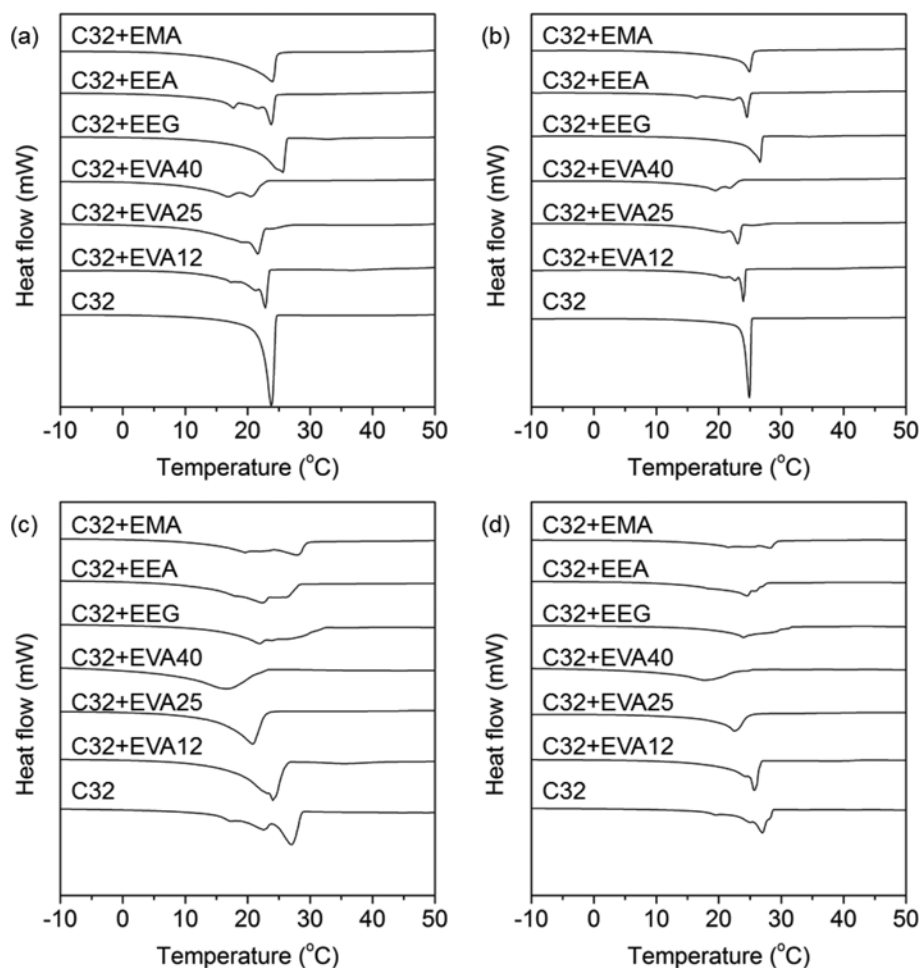 (a)
C32+EMA
C32+EEA
C32+EEG
C32+EVA40
C32+EVA25
C32+EVA12
C32
Heat flow (mW)
-10 0 10 20 30 40 50
Temperature (°C)
(b)
C32+EMA
C32+EEA
C32+EEG
C32+EVA40
C32+EVA25
C32+EVA12
C32
Heat flow (mW)
-10 0 10 20 30 40 50
Temperature (°C)
(c)
C32+EMA
C32+EEA
C32+EEG
C32+EVA40
C32+EVA25
C32+EVA12
C32
Heat flow (mW)
-10 0 10 20 30 40 50
Temperature (°C)
(d)
C32+EMA
C32+EEA
C32+EEG
C32+EVA40
C32+EVA25
C32+EVA12
C32
Heat flow (mW)
-10 0 10 20 30 40 50
Temperature (°C)